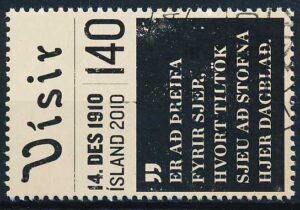 Vísir
14. DES 1910
ÍSLAND 2010
140
„
ER AÐ ÞREIFA
FYRIR SJER,
HVORT TILTÖK
SJEU AÐ STOFNA
HJER DAGBLAÐ